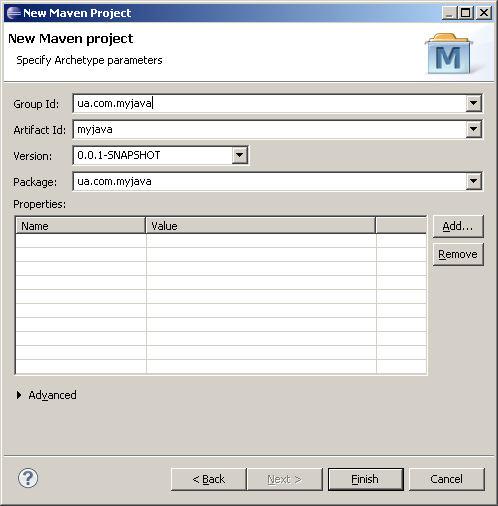 New Maven Project
New Maven project
Specify Archetype parameters
M
Group Id: ua.com.myjava
Artifact Id: myjava
Version: 0.0.1-SNAPSHOT
Package: ua.com.myjava
Properties:
Name Value
Add...
Remove
Advanced
? < Back Next > Finish Cancel